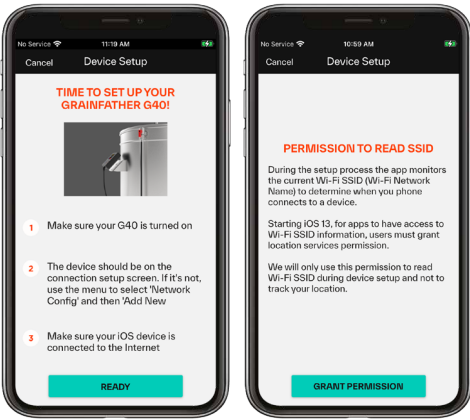 No Service 11:19 AM
Cancel Device Setup
TIME TO SET UP YOUR
GRAINFATHER G40!
1 Make sure your G40 is turned on
2 The device should be on the
connection setup screen. If it's not,
use the menu to select 'Network
Config' and then 'Add New
3 Make sure your iOS device is
connected to the Internet
READY
No Service 10:59 AM
Cancel Device Setup
PERMISSION TO READ SSID
During the setup process the app monitors
the current Wi-Fi SSID (Wi-Fi Network
Name) to determine when you phone
connects to a device.
Starting iOS 13, for apps to have access to
Wi-Fi SSID information, users must grant
location services permission.
We will only use this permission to read
Wi-Fi SSID during device setup and not to
track your location.
GRANT PERMISSION